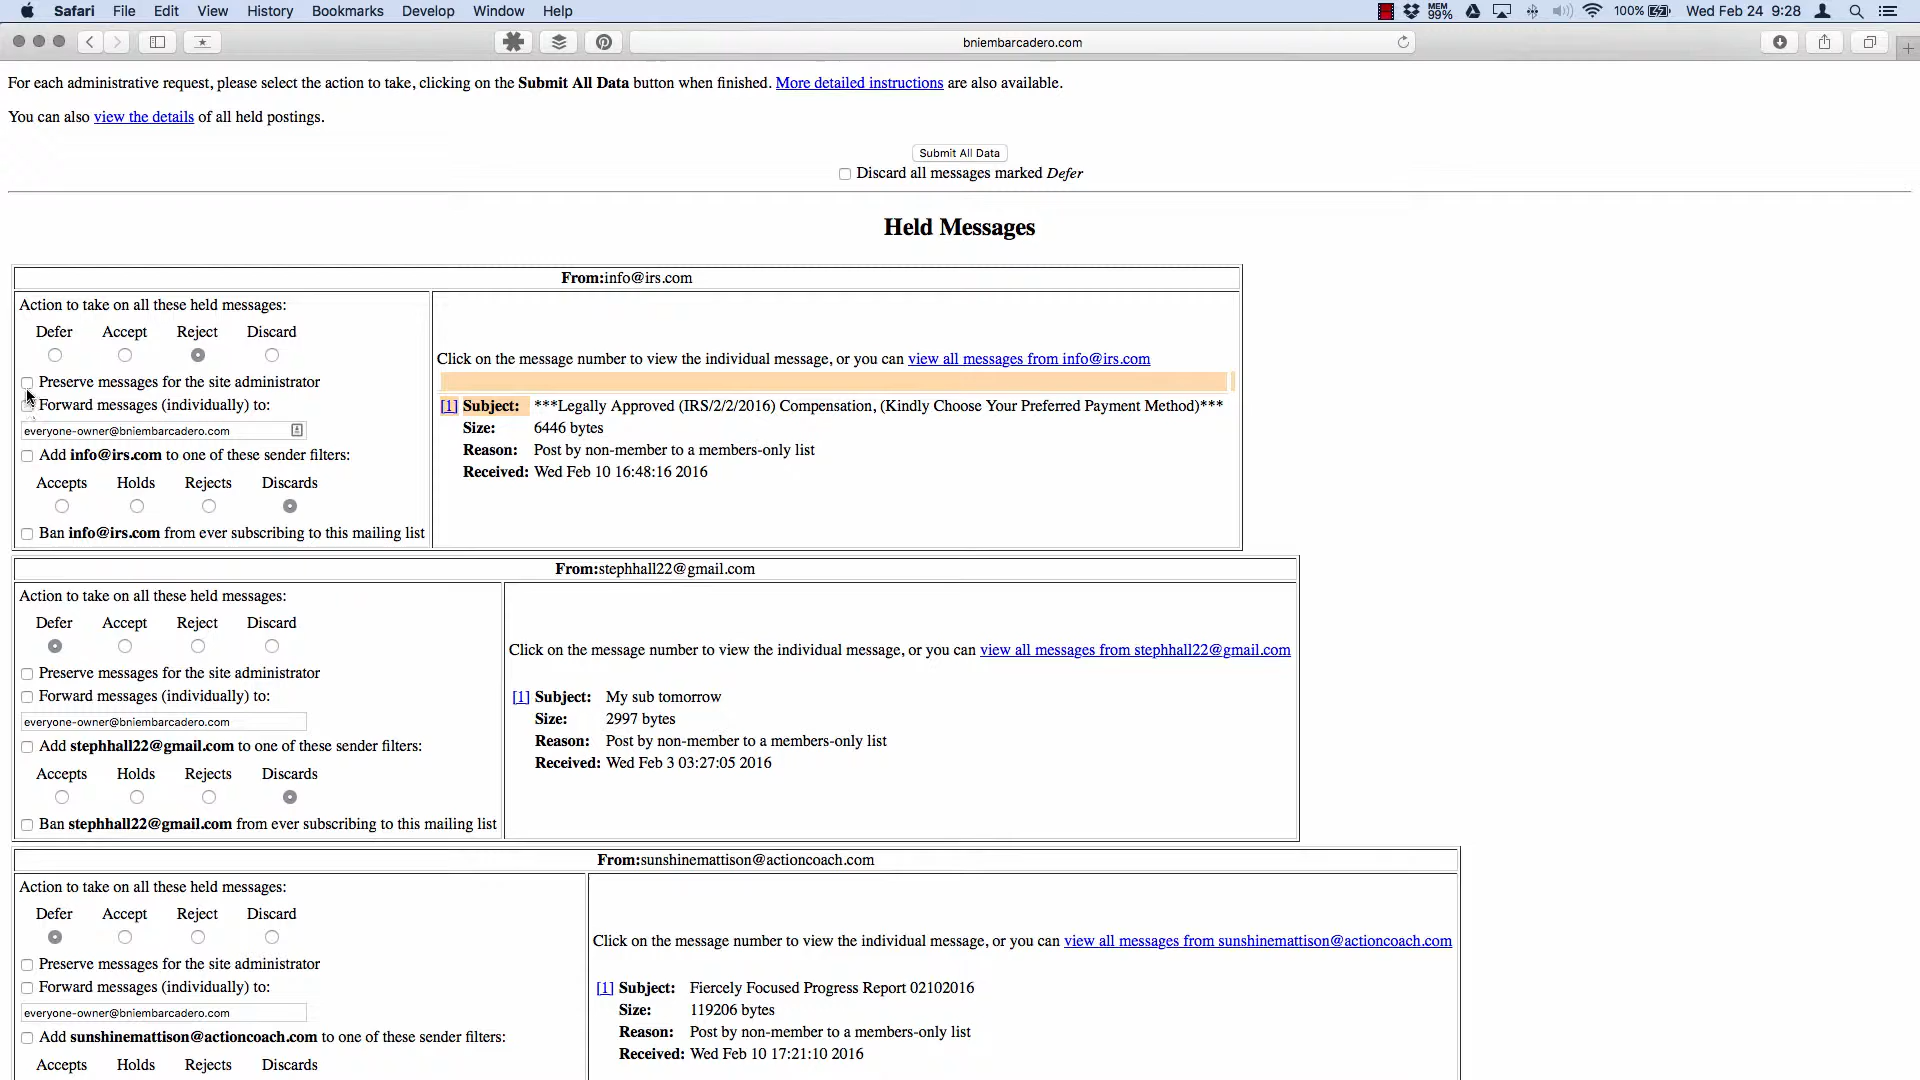 Safari File Edit View History Bookmarks Develop Window Help MEM 99% 100% Wed Feb 24 9:28
bniembarcadero.com
For each administrative request, please select the action to take, clicking on the Submit All Data button when finished. More detailed instructions are also available.
You can also view the details of all held postings.
Submit All Data
Discard all messages marked Defer
Held Messages
From:info@irs.com
Action to take on all these held messages:
Defer Accept Reject Discard
Preserve messages for the site administrator
Forward messages (individually) to:
everyone-owner@bniembarcadero.com
Add info@irs.com to one of these sender filters:
Accepts Holds Rejects Discards
Ban info@irs.com from ever subscribing to this mailing list
Click on the message number to view the individual message, or you can view all messages from info@irs.com
[1] Subject: ***Legally Approved (IRS/2/2/2016) Compensation, (Kindly Choose Your Preferred Payment Method)***
Size: 6446 bytes
Reason: Post by non-member to a members-only list
Received: Wed Feb 10 16:48:16 2016
From:stephhall22@gmail.com
Action to take on all these held messages:
Defer Accept Reject Discard
Preserve messages for the site administrator
Forward messages (individually) to:
everyone-owner@bniembarcadero.com
Add stephhall22@gmail.com to one of these sender filters:
Accepts Holds Rejects Discards
Ban stephhall22@gmail.com from ever subscribing to this mailing list
Click on the message number to view the individual message, or you can view all messages from stephhall22@gmail.com
[1] Subject: My sub tomorrow
Size: 2997 bytes
Reason: Post by non-member to a members-only list
Received: Wed Feb 3 03:27:05 2016
From:sunshinemattison@actioncoach.com
Action to take on all these held messages:
Defer Accept Reject Discard
Preserve messages for the site administrator
Forward messages (individually) to:
everyone-owner@bniembarcadero.com
Add sunshinemattison@actioncoach.com to one of these sender filters:
Accepts Holds Rejects Discards
Click on the message number to view the individual message, or you can view all messages from sunshinemattison@actioncoach.com
[1] Subject: Fiercely Focused Progress Report 02102016
Size: 119206 bytes
Reason: Post by non-member to a members-only list
Received: Wed Feb 10 17:21:10 2016